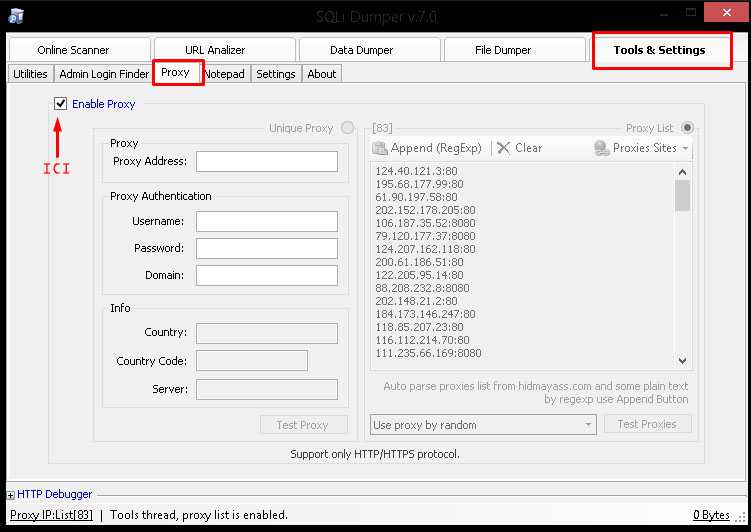 SQLi Dumper v.7.0
Online Scanner URL Analizer Data Dumper File Dumper Tools & Settings
Utilities Admin Login Finder Proxy Notepad Settings About
Enable Proxy
ICI
Unique Proxy
Proxy
Proxy Address:
Proxy Authentication
Username:
Password:
Domain:
Info
Country:
Country Code:
Server:
Test Proxy
[83] Proxy List
Append (RegExp) Clear Proxies Sites
124.40.121.3:80
195.68.177.99:80
61.90.197.58:80
202.152.178.205:80
106.187.35.52:8080
79.120.177.37:8080
124.207.162.118:80
200.61.186.51:80
122.205.95.14:80
88.208.232.8:8080
202.148.21.2:80
184.173.146.247:80
118.85.207.23:80
116.112.214.70:80
111.235.66.169:8080
Auto parse proxies list from hidmayass.com and some plain text
by regexp use Append Button
Use proxy by random Test Proxies
Support only HTTP/HTTPS protocol.
HTTP Debugger
Proxy IP:List[83] | Tools thread, proxy list is enabled. 0 Bytes